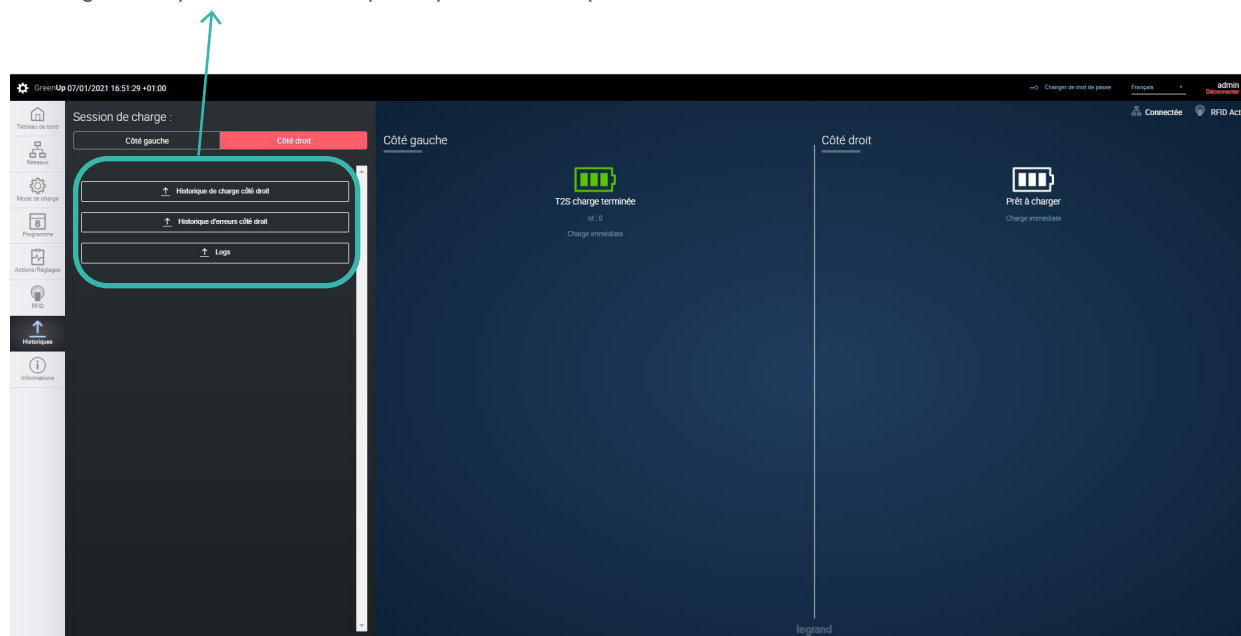 GreenUp 07/01/2021 16:51:29 +01:00
Changer de mot de passe
Français
admin
Déconnecter
Tableau de bord
Réseaux
Mode de charge
8
Programme
Actions/Réglages
RFID
Historiques
Informations
Session de charge :
Côté gauche
Côté droit
Historique de charge côté droit
Historique d'erreurs côté droit
Logs
Connectée
RFID Act
Côté gauche
T2S charge terminée
Id : 0
Charge immédiate
Côté droit
Prêt à charger
Charge immédiate
legrand